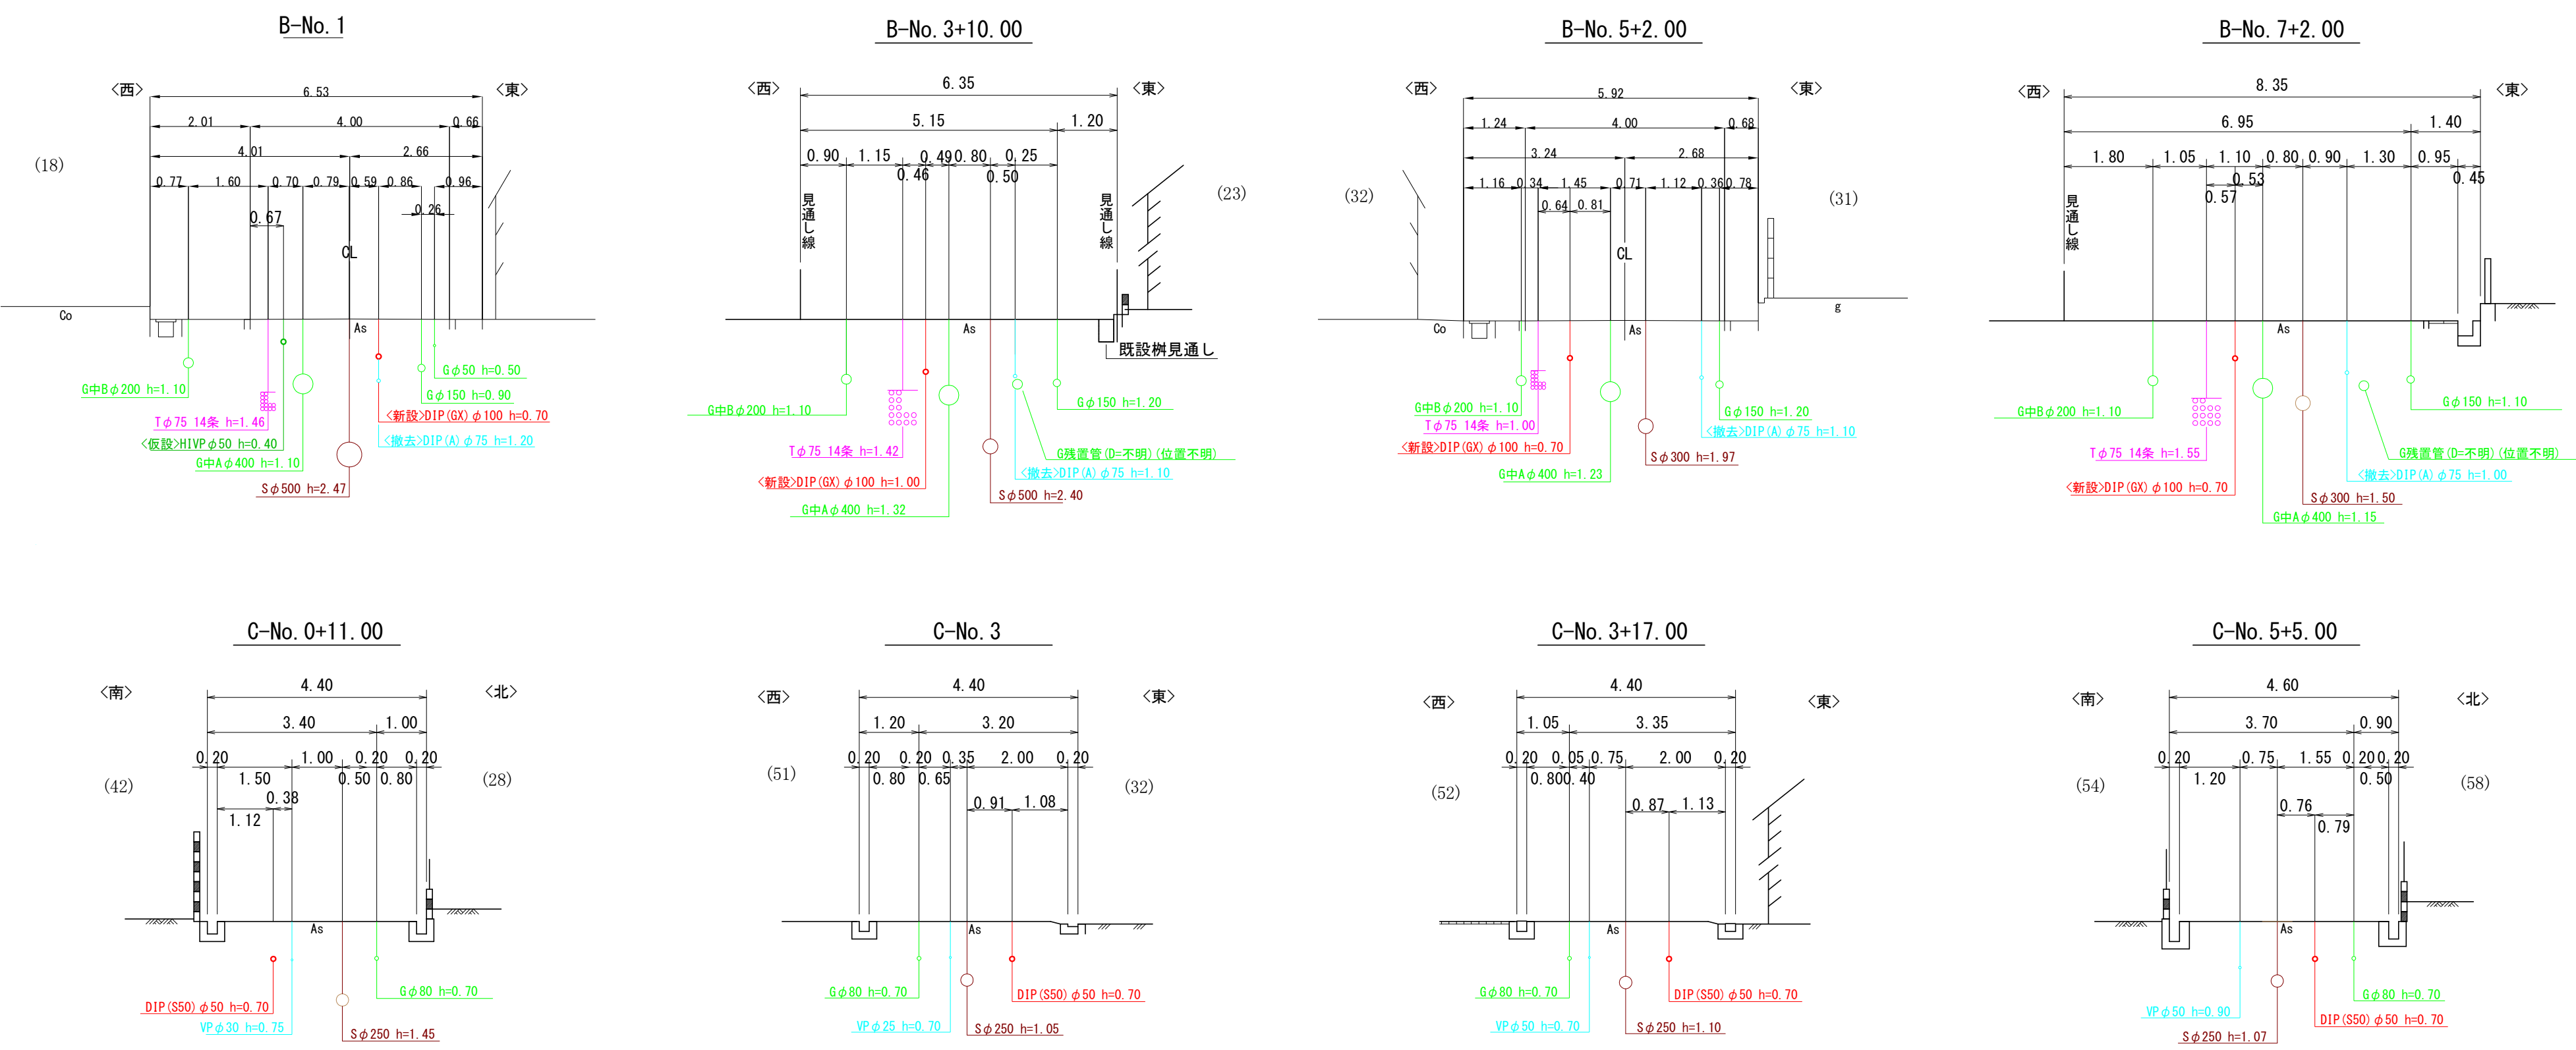 B-No.1
<西>
<東>
6.53
2.01
4.00
0.66
4.01
2.66
(18)
0.77
1.60
0.70
0.79
0.59
0.86
0.96
0.67
0.26
CL
Co
As
Gφ50 h=0.50
G中Bφ200 h=1.10
Gφ150 h=0.90
<新設>DIP(GX)φ100 h=0.70
Tφ75 14条 h=1.46
<仮設>HIVPφ50 h=0.40
<撤去>DIP(A)φ75 h=1.20
G中Aφ400 h=1.10
Sφ500 h=2.47
B-No.3+10.00
<西>
<東>
6.35
5.15
1.20
0.90
1.15
0.49
0.80
0.25
0.46
0.50
(23)
見通し線
見通し線
As
既設桝見通し
G中Bφ200 h=1.10
Gφ150 h=1.20
Tφ75 14条 h=1.42
G残置管(D=不明)(位置不明)
<撤去>DIP(A)φ75 h=1.10
<新設>DIP(GX)φ100 h=1.00
Sφ500 h=2.40
G中Aφ400 h=1.32
B-No.5+2.00
<西>
<東>
5.92
1.24
4.00
0.68
3.24
2.68
(32)
(31)
1.16
0.34
1.45
0.71
1.12
0.36
0.78
0.64
0.81
CL
Co
As
g
G中Bφ200 h=1.10
Gφ150 h=1.20
Tφ75 14条 h=1.00
<撤去>DIP(A)φ75 h=1.10
<新設>DIP(GX)φ100 h=0.70
Sφ300 h=1.97
G中Aφ400 h=1.23
B-No.7+2.00
<西>
<東>
8.35
6.95
1.40
1.80
1.05
1.10
0.80
0.90
1.30
0.95
0.53
0.45
0.57
見通し線
As
G中Bφ200 h=1.10
Gφ150 h=1.10
Tφ75 14条 h=1.55
G残置管(D=不明)(位置不明)
<撤去>DIP(A)φ75 h=1.00
<新設>DIP(GX)φ100 h=0.70
Sφ300 h=1.50
G中Aφ400 h=1.15
C-No.0+11.00
<南>
<北>
4.40
3.40
1.00
0.20
1.00
0.20
0.20
1.50
0.50
0.80
(42)
(28)
0.38
1.12
As
Gφ80 h=0.70
DIP(S50)φ50 h=0.70
VPφ30 h=0.75
Sφ250 h=1.45
C-No.3
<西>
<東>
4.40
1.20
3.20
0.20
0.20
0.35
2.00
0.20
0.80
0.65
(51)
(32)
0.91
1.08
As
Gφ80 h=0.70
DIP(S50)φ50 h=0.70
VPφ25 h=0.70
Sφ250 h=1.05
C-No.3+17.00
<西>
<東>
4.40
1.05
3.35
0.20
0.05
0.75
2.00
0.20
0.80
0.40
(52)
0.87
1.13
As
Gφ80 h=0.70
DIP(S50)φ50 h=0.70
VPφ50 h=0.70
Sφ250 h=1.10
C-No.5+5.00
<南>
<北>
4.60
3.70
0.90
0.20
0.75
1.55
0.20
0.20
1.20
0.50
(54)
(58)
0.76
0.79
As
Gφ80 h=0.70
VPφ50 h=0.90
DIP(S50)φ50 h=0.70
Sφ250 h=1.07